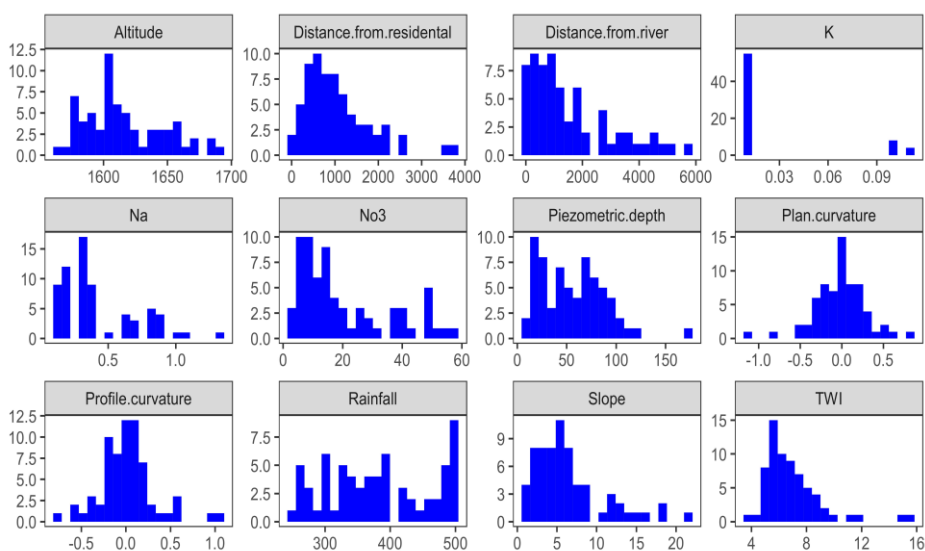 Altitude Distance.from.residental Distance.from.river K
12.5 10.0 7.5 40
10.0 7.5 5.0 20
7.5 5.0 2.5 0
5.0 2.5 0.0
2.5 0.0
0.0
1600 1650 1700 0 1000 2000 3000 4000 0 2000 4000 6000 0.03 0.06 0.09
Na No3 Piezometric.depth Plan.curvature
15 10.0 10.0 15
10 7.5 7.5 10
5 5.0 5.0 5
0 2.5 2.5 0
0.0 0.0
0.5 1.0 0 20 40 60 0 50 100 150 -1.0 -0.5 0.0 0.5
Profile.curvature Rainfall Slope TWI
12.5 7.5 9 15
10.0 5.0 6 10
7.5 2.5 3 5
5.0 0.0 0 0
2.5
0.0
-0.5 0.0 0.5 1.0 300 400 500 0 5 10 15 20 4 8 12 16